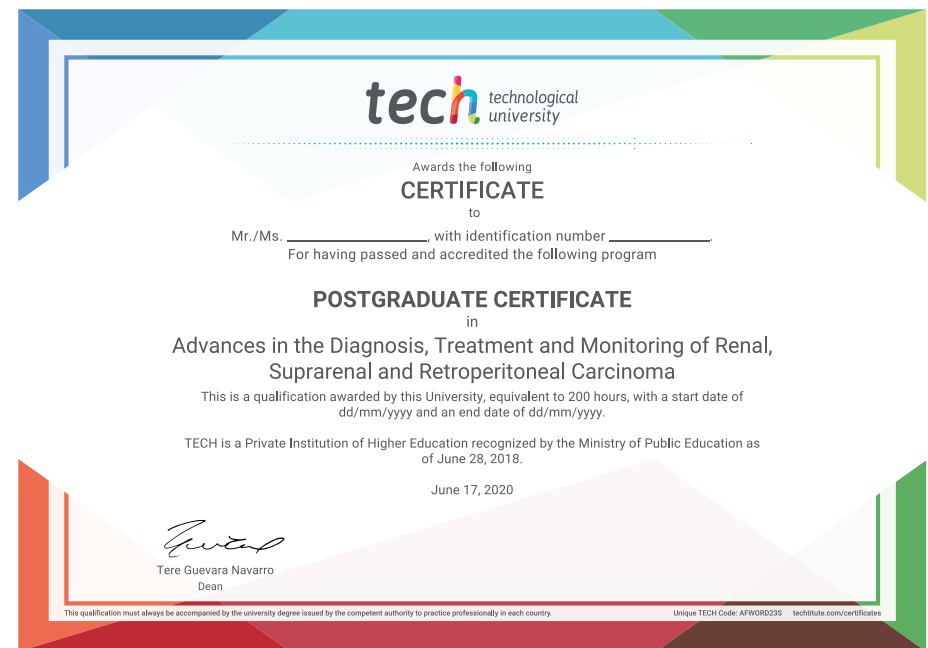 tech technological
university
Awards the following
CERTIFICATE
to
Mr./Ms. ____________________, with identification number ______________.
For having passed and accredited the following program
POSTGRADUATE CERTIFICATE
in
Advances in the Diagnosis, Treatment and Monitoring of Renal,
Suprarenal and Retroperitoneal Carcinoma
This is a qualification awarded by this University, equivalent to 200 hours, with a start date of
dd/mm/yyyy and an end date of dd/mm/yyyy.
TECH is a Private Institution of Higher Education recognized by the Ministry of Public Education as
of June 28, 2018.
June 17, 2020
Tere Guevara Navarro
Dean
This qualification must always be accompanied by the university degree issued by the competent authority to practice professionally in each country.
Unique TECH Code: AFWORD23S techtitute.com/certificates